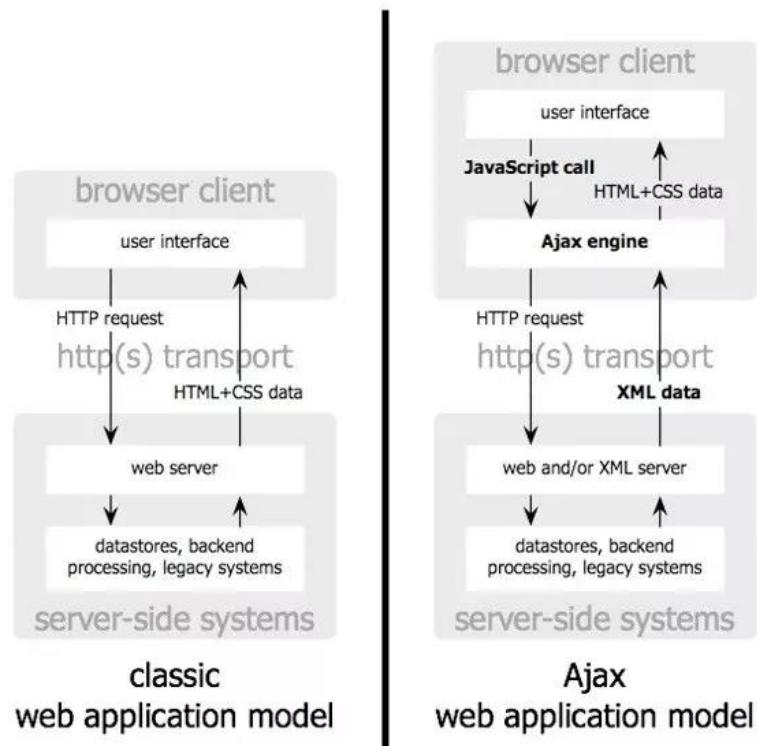 browser client
user interface
HTTP request
http(s) transport
HTML+CSS data
web server
datastores, backend
processing, legacy systems
server-side systems
classic
web application model
browser client
user interface
JavaScript call
HTML+CSS data
Ajax engine
HTTP request
http(s) transport
XML data
web and/or XML server
datastores, backend
processing, legacy systems
server-side systems
Ajax
web application model